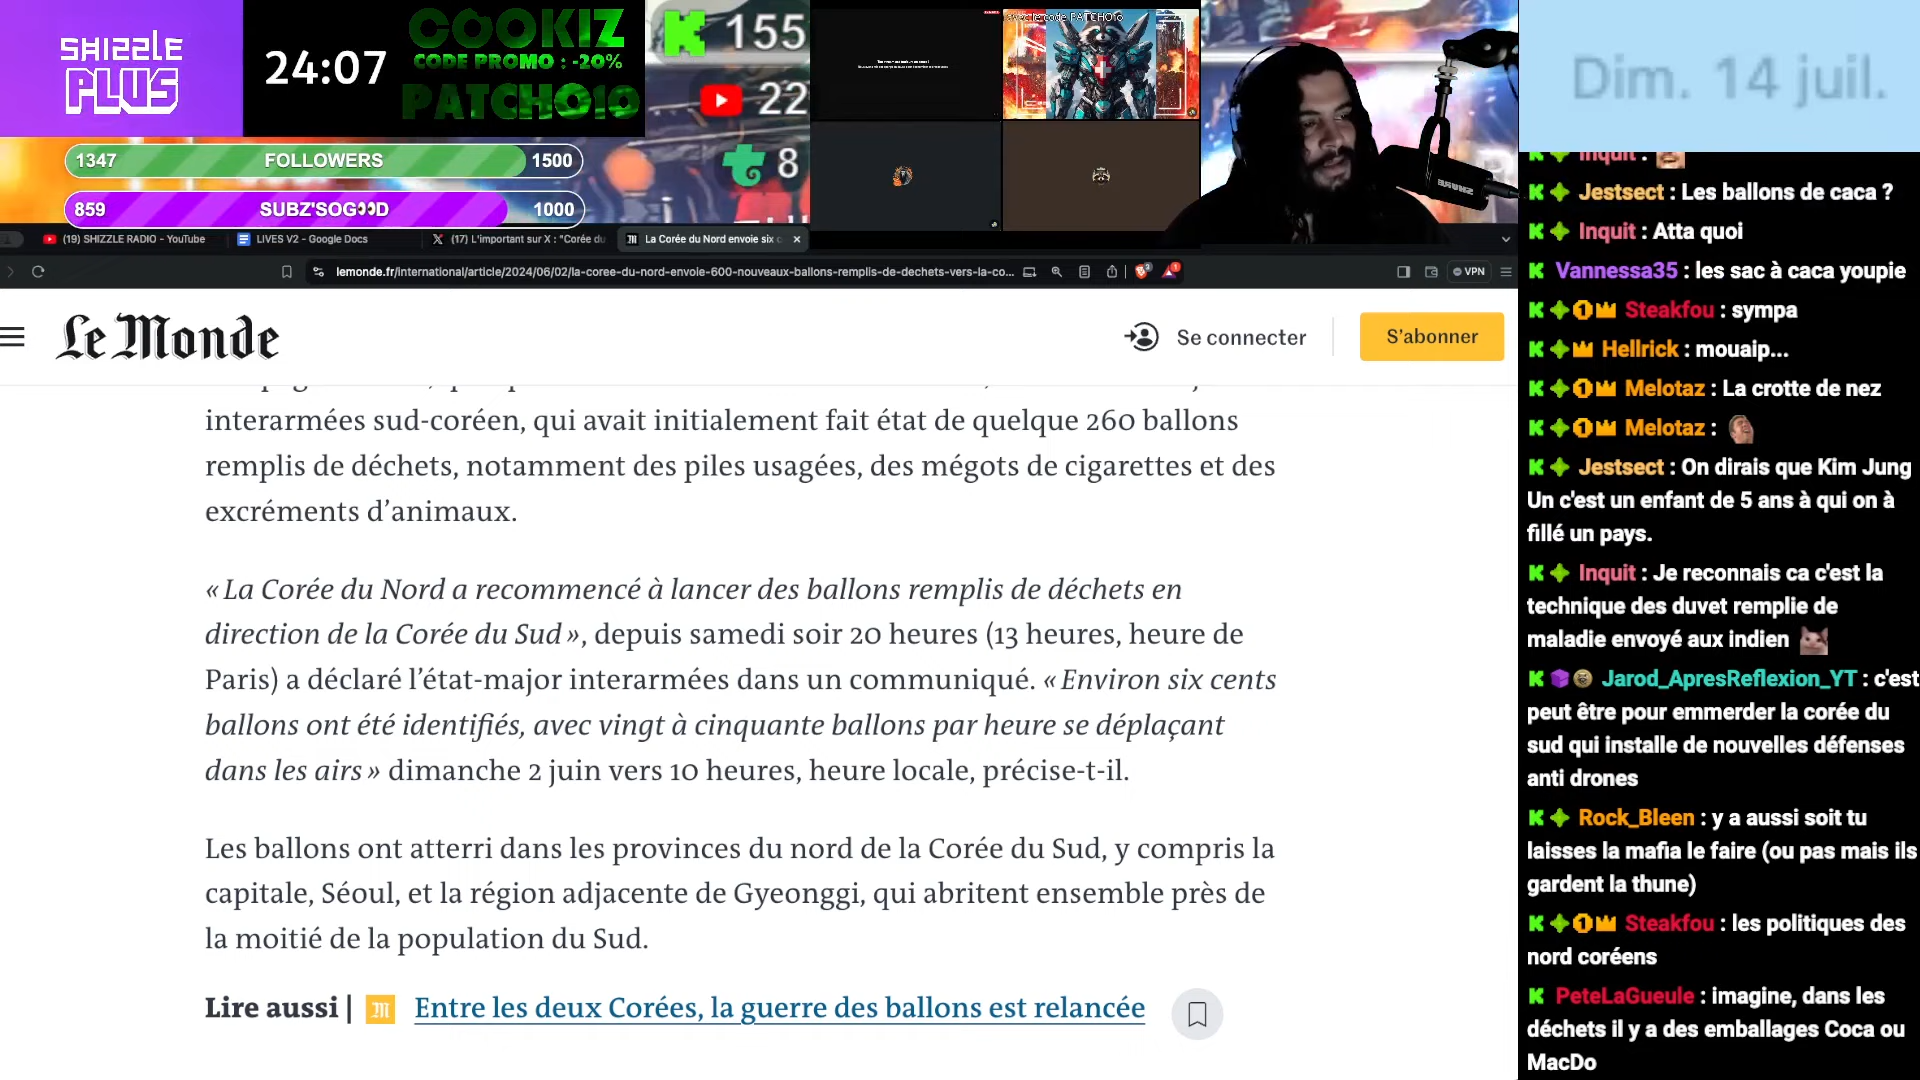 SHIZZLE
PLUS
24:07
COOKIZ
CODE PROMO : -20%
PATCHO10
1347 FOLLOWERS 1500
859 SUBZ'SOG👀D 1000
155
22
8
avec le code PATCHO10
SHURE
Dim. 14 juil.
(19) SHIZZLE RADIO - YouTube
LIVES V2 - Google Docs
(17) L'important sur X : "Corée du
La Corée du Nord envoie six c
lemonde.fr/international/article/2024/06/02/la-coree-du-nord-envoie-600-nouveaux-ballons-remplis-de-dechets-vers-la-co...
VPN
Le Monde
Se connecter
S'abonner
interarmées sud-coréen, qui avait initialement fait état de quelque 260 ballons
remplis de déchets, notamment des piles usagées, des mégots de cigarettes et des
excréments d’animaux.
« La Corée du Nord a recommencé à lancer des ballons remplis de déchets en
direction de la Corée du Sud », depuis samedi soir 20 heures (13 heures, heure de
Paris) a déclaré l’état-major interarmées dans un communiqué. « Environ six cents
ballons ont été identifiés, avec vingt à cinquante ballons par heure se déplaçant
dans les airs » dimanche 2 juin vers 10 heures, heure locale, précise-t-il.
Les ballons ont atterri dans les provinces du nord de la Corée du Sud, y compris la
capitale, Séoul, et la région adjacente de Gyeonggi, qui abritent ensemble près de
la moitié de la population du Sud.
Lire aussi | Entre les deux Corées, la guerre des ballons est relancée
Inquit :
Jestsect : Les ballons de caca ?
Inquit : Atta quoi
Vannessa35 : les sac à caca youpie
Steakfou : sympa
Hellrick : mouaip...
Melotaz : La crotte de nez
Melotaz :
Jestsect : On dirais que Kim Jung
Un c'est un enfant de 5 ans à qui on à
fillé un pays.
Inquit : Je reconnais ca c'est la
technique des duvet remplie de
maladie envoyé aux indien
Jarod_ApresReflexion_YT : c'est
peut être pour emmerder la corée du
sud qui installe de nouvelles défenses
anti drones
Rock_Bleen : y a aussi soit tu
laisses la mafia le faire (ou pas mais ils
gardent la thune)
Steakfou : les politiques des
nord coréens
PeteLaGueule : imagine, dans les
déchets il y a des emballages Coca ou
MacDo